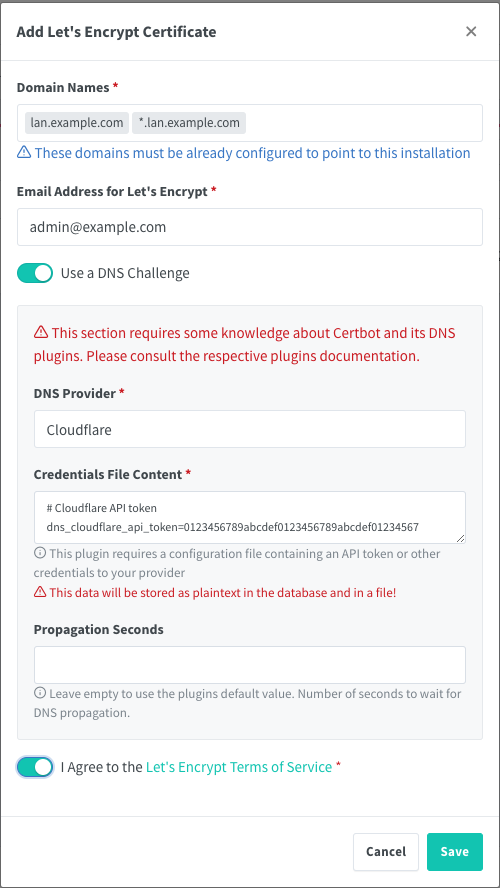 Add Let's Encrypt Certificate
Domain Names *
lan.example.com *.lan.example.com
These domains must be already configured to point to this installation
Email Address for Let's Encrypt *
admin@example.com
Use a DNS Challenge
This section requires some knowledge about Certbot and its DNS
plugins. Please consult the respective plugins documentation.
DNS Provider *
Cloudflare
Credentials File Content *
# Cloudflare API token
dns_cloudflare_api_token=0123456789abcdef0123456789abcdef01234567
This plugin requires a configuration file containing an API token or other
credentials to your provider
This data will be stored as plaintext in the database and in a file!
Propagation Seconds
Leave empty to use the plugins default value. Number of seconds to wait for
DNS propagation.
I Agree to the Let's Encrypt Terms of Service *
Cancel Save